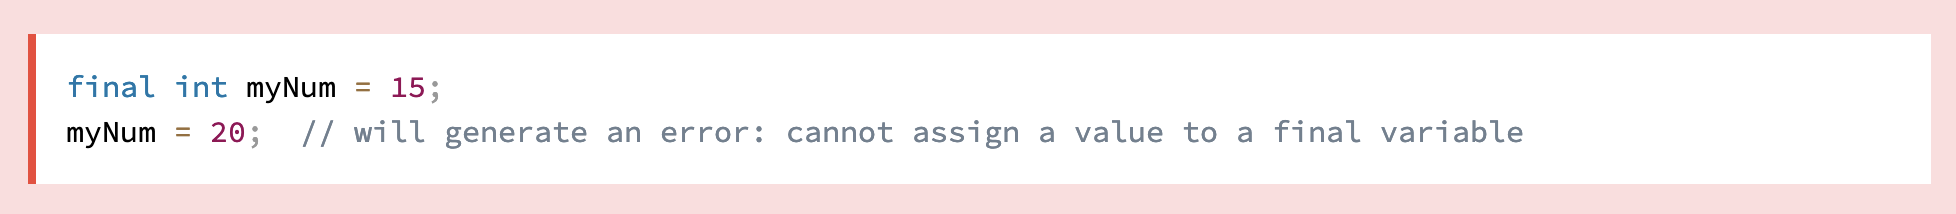 final int myNum = 15;
myNum = 20;  // will generate an error: cannot assign a value to a final variable